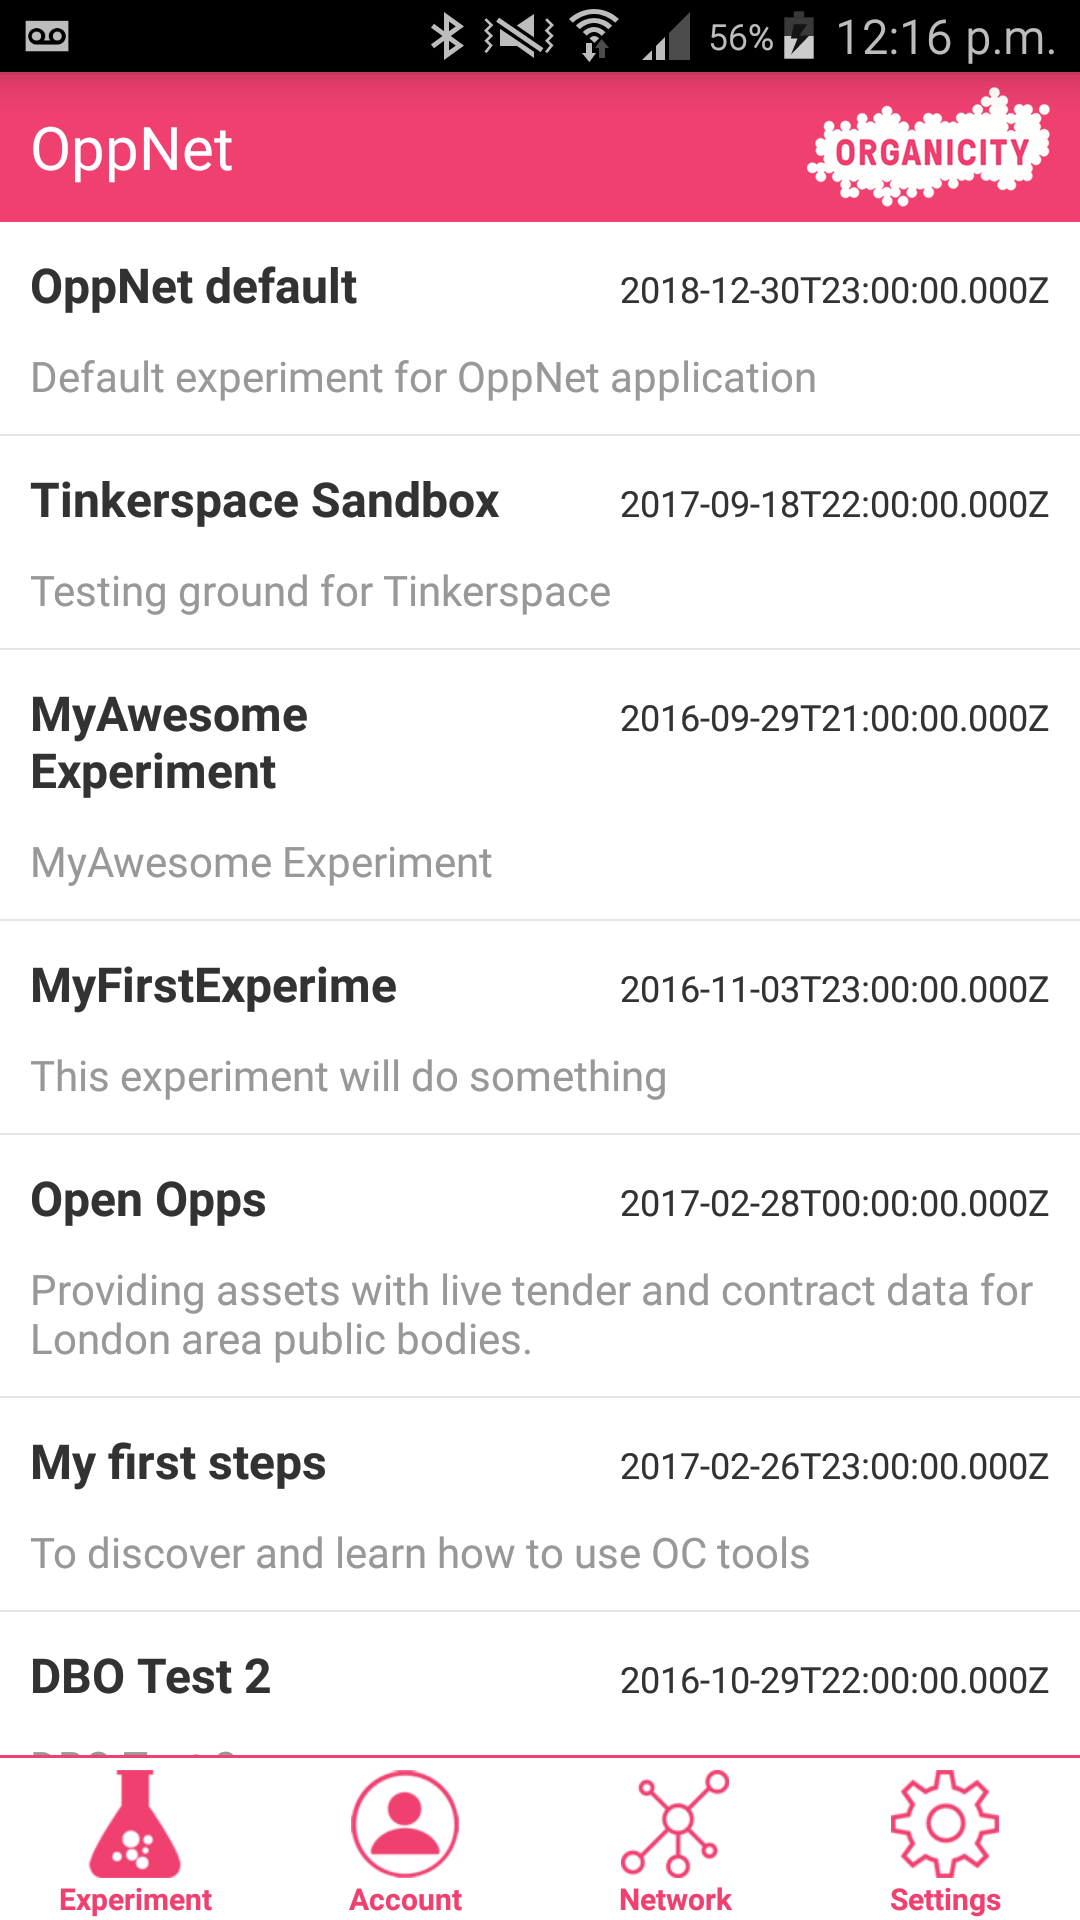 56% 12:16 p.m.
OppNet ORGANICITY
OppNet default 2018-12-30T23:00:00.000Z
Default experiment for OppNet application
Tinkerspace Sandbox 2017-09-18T22:00:00.000Z
Testing ground for Tinkerspace
MyAwesome 2016-09-29T21:00:00.000Z
Experiment
MyAwesome Experiment
MyFirstExperime 2016-11-03T23:00:00.000Z
This experiment will do something
Open Opps 2017-02-28T00:00:00.000Z
Providing assets with live tender and contract data for
London area public bodies.
My first steps 2017-02-26T23:00:00.000Z
To discover and learn how to use OC tools
DBO Test 2 2016-10-29T22:00:00.000Z
Experiment Account Network Settings